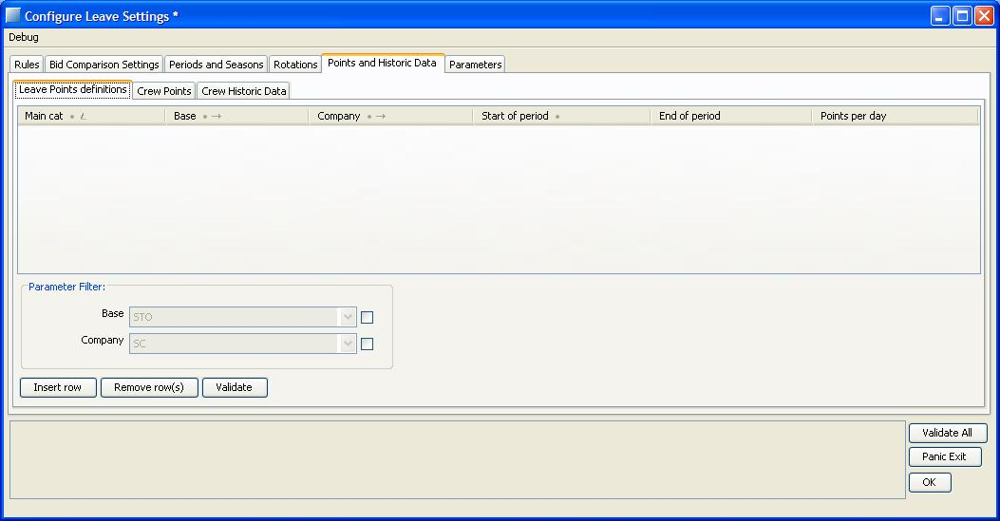 Configure Leave Settings *
Debug
Rules Bid Comparison Settings Periods and Seasons Rotations Points and Historic Data Parameters
Leave Points definitions Crew Points Crew Historic Data
Main cat Base → Company → Start of period End of period Points per day
Parameter Filter:
Base STO
Company SC
Insert row Remove row(s) Validate
Validate All
Panic Exit
OK